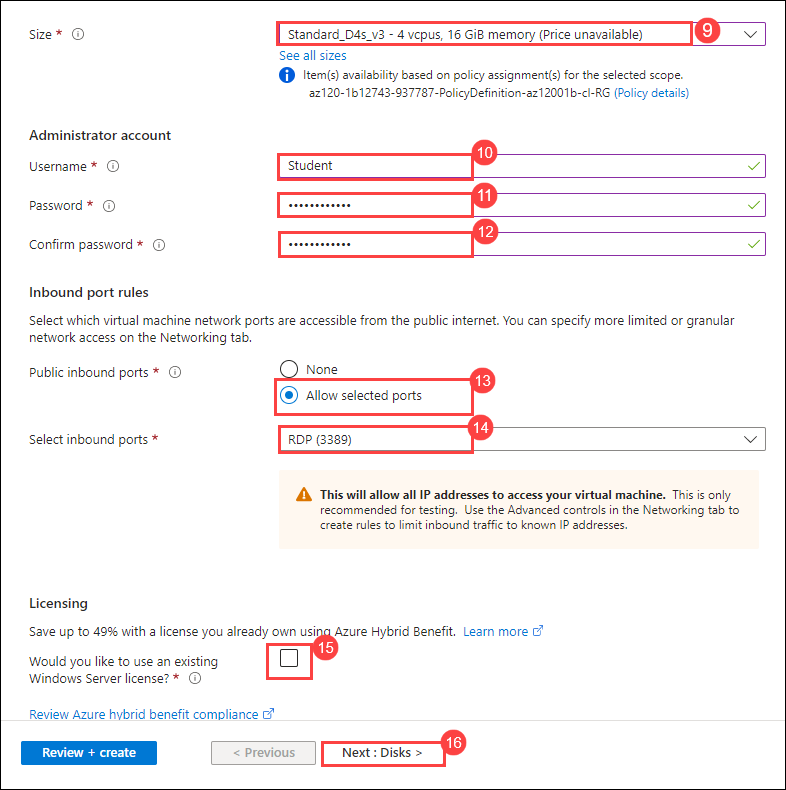 Size *
Standard_D4s_v3 - 4 vcpus, 16 GiB memory (Price unavailable)
9
See all sizes
Item(s) availability based on policy assignment(s) for the selected scope.
az120-1b12743-937787-PolicyDefinition-az12001b-cl-RG (Policy details)
Administrator account
Username *
Student
10
Password *
••••••••••••
11
Confirm password *
••••••••••••
12
Inbound port rules
Select which virtual machine network ports are accessible from the public internet. You can specify more limited or granular
network access on the Networking tab.
Public inbound ports *
None
Allow selected ports
13
Select inbound ports *
RDP (3389)
14
This will allow all IP addresses to access your virtual machine. This is only
recommended for testing. Use the Advanced controls in the Networking tab to
create rules to limit inbound traffic to known IP addresses.
Licensing
Save up to 49% with a license you already own using Azure Hybrid Benefit. Learn more
Would you like to use an existing
Windows Server license? *
15
Review Azure hybrid benefit compliance
Review + create
< Previous
Next : Disks >
16